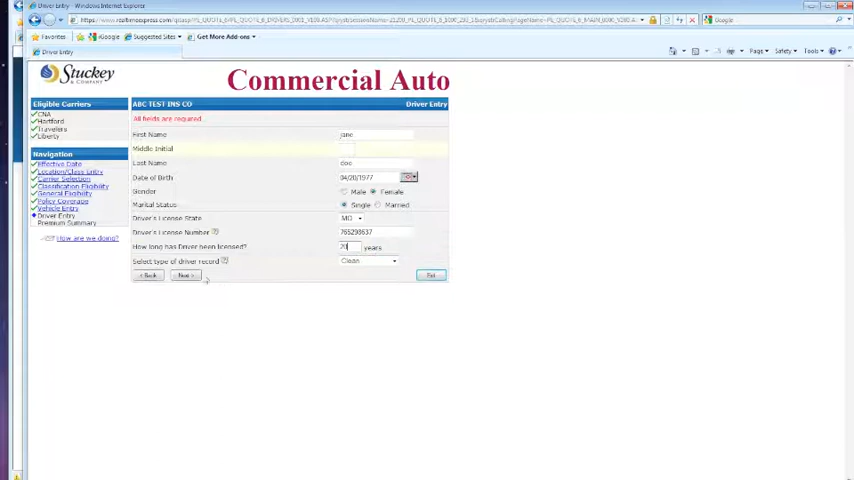 Driver Entry - Windows Internet Explorer
Google
Favorites iGoogle Suggested Sites Get More Add-ons
Driver Entry
Page Safety Tools
Stuckey
& COMPANY
Commercial Auto
Eligible Carriers
CNA
Hartford
Travelers
Liberty
Navigation
Effective Date
Location/Class Entry
Carrier Selection
Classification Eligibility
General Eligibility
Policy Coverage
Vehicle Entry
Driver Entry
Premium Summary
How are we doing?
ABC TEST INS CO Driver Entry
All fields are required
First Name jane
Middle Initial
Last Name doe
Date of Birth 04/20/1977
Gender Male Female
Marital Status Single Married
Driver's License State MO
Driver's License Number 765298637
How long has Driver been licensed? 20 years
Select type of driver record Clean
< Back Next > Exit